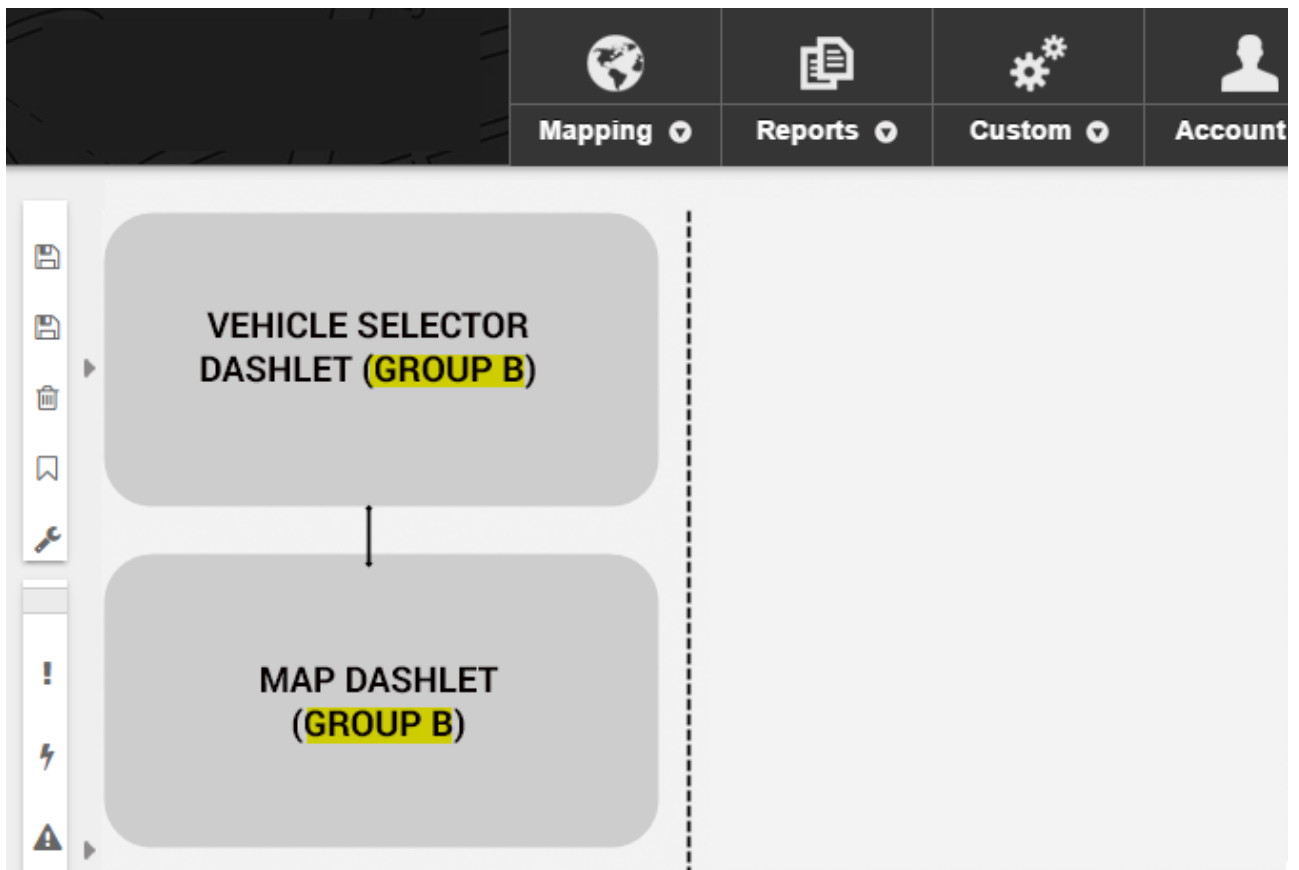 Mapping Reports Custom Account
VEHICLE SELECTOR
DASHLET (GROUP B)
MAP DASHLET
(GROUP B)